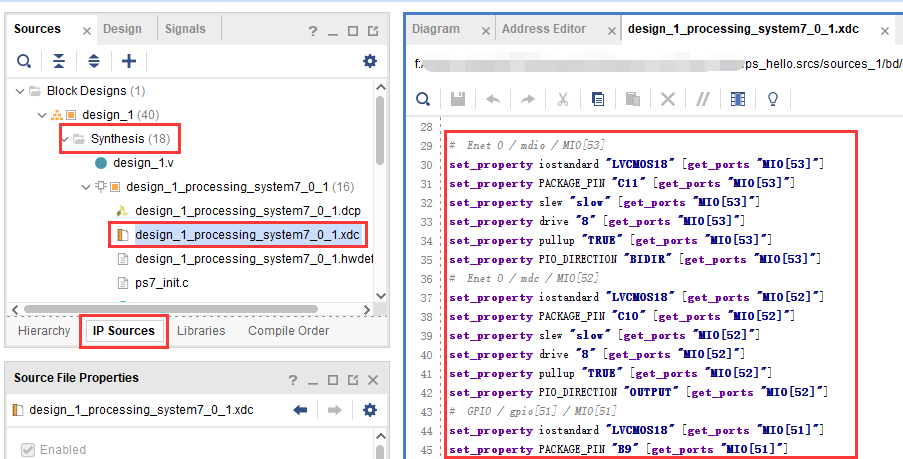 Sources
Design
Signals
Block Designs (1)
design_1 (40)
Synthesis (18)
design_1.v
design_1_processing_system7_0_1 (16)
design_1_processing_system7_0_1.dcp
design_1_processing_system7_0_1.xdc
design_1_processing_system7_0_1.hwdef
ps7_init.c
Hierarchy
IP Sources
Libraries
Compile Order
Source File Properties
design_1_processing_system7_0_1.xdc
Enabled
Diagram
Address Editor
design_1_processing_system7_0_1.xdc
/ps_hello.srcs/sources_1/bd/
28
29 # Enet 0 / mdio / MIO[53]
30 set_property iostandard "LVCMOS18" [get_ports "MIO[53]"]
31 set_property PACKAGE_PIN "C11" [get_ports "MIO[53]"]
32 set_property slew "slow" [get_ports "MIO[53]"]
33 set_property drive "8" [get_ports "MIO[53]"]
34 set_property pullup "TRUE" [get_ports "MIO[53]"]
35 set_property PIO_DIRECTION "BIDIR" [get_ports "MIO[53]"]
36 # Enet 0 / mdc / MIO[52]
37 set_property iostandard "LVCMOS18" [get_ports "MIO[52]"]
38 set_property PACKAGE_PIN "C10" [get_ports "MIO[52]"]
39 set_property slew "slow" [get_ports "MIO[52]"]
40 set_property drive "8" [get_ports "MIO[52]"]
41 set_property pullup "TRUE" [get_ports "MIO[52]"]
42 set_property PIO_DIRECTION "OUTPUT" [get_ports "MIO[52]"]
43 # GPIO / gpio[51] / MIO[51]
44 set_property iostandard "LVCMOS18" [get_ports "MIO[51]"]
45 set_property PACKAGE_PIN "B9" [get_ports "MIO[51]"]